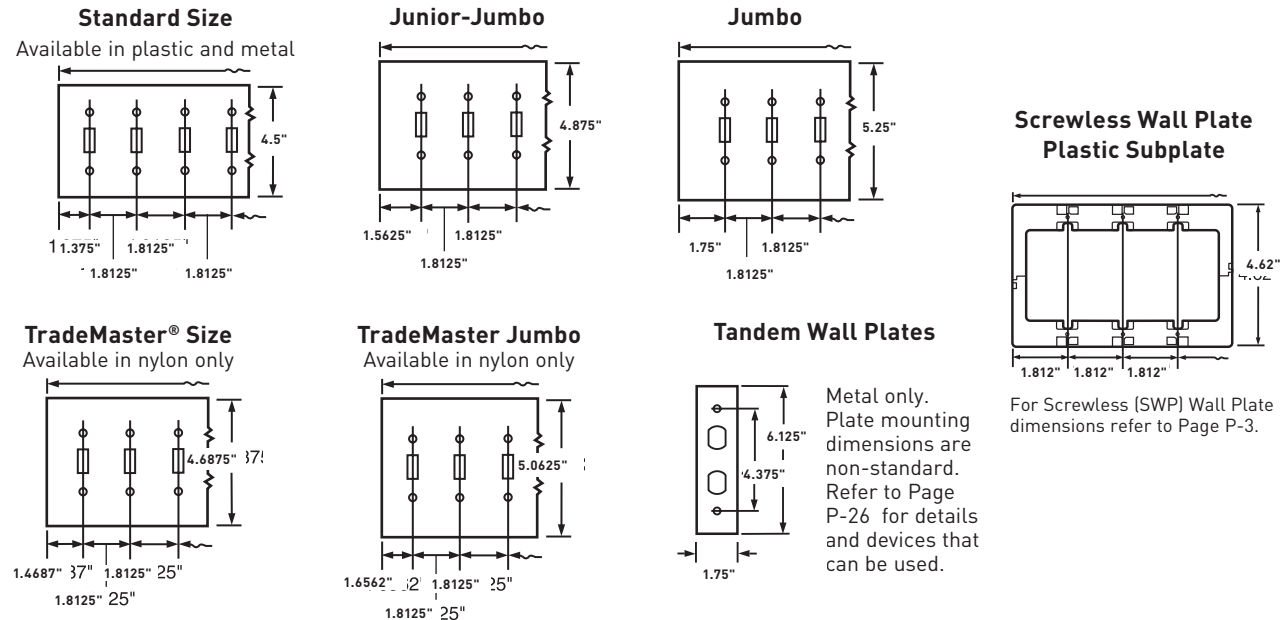 Standard Size
Available in plastic and metal
4.5"
1.375"
1.8125"
1.8125"
1.8125"
Junior-Jumbo
4.875"
1.5625"
1.8125"
1.8125"
Jumbo
5.25"
1.75"
1.8125"
1.8125"
Screwless Wall Plate
Plastic Subplate
4.62"
1.812" 1.812" 1.812"
For Screwless (SWP) Wall Plate
dimensions refer to Page P-3.
TradeMaster® Size
Available in nylon only
4.6875"
1.4687"
1.8125"
1.8125"
TradeMaster Jumbo
Available in nylon only
5.0625"
1.6562"
1.8125"
1.8125"
Tandem Wall Plates
6.125"
4.375"
1.75"
Metal only.
Plate mounting
dimensions are
non-standard.
Refer to Page
P-26 for details
and devices that
can be used.